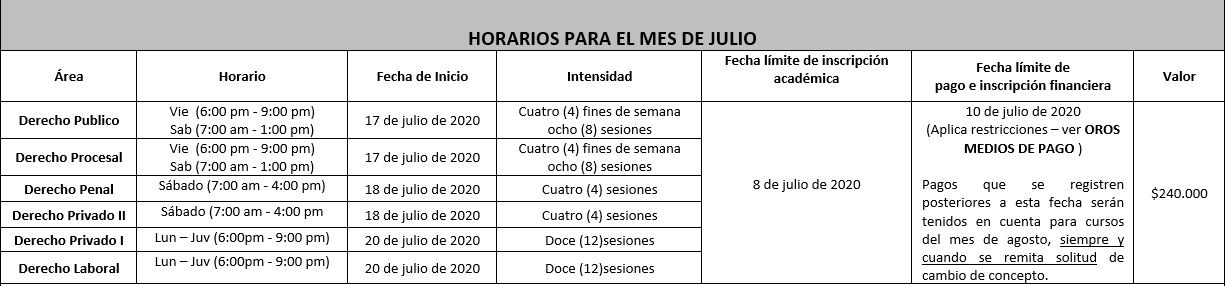 HORARIOS PARA EL MES DE JULIO
Área
Horario
Fecha de Inicio
Intensidad
Fecha límite de inscripción
académica
Fecha límite de
pago e inscripción financiera
Valor
Derecho Publico
Vie (6:00 pm - 9:00 pm)
Sab (7:00 am - 1:00 pm)
17 de julio de 2020
Cuatro (4) fines de semana
ocho (8) sesiones
Derecho Procesal
Vie (6:00 pm - 9:00 pm)
Sab (7:00 am - 1:00 pm)
17 de julio de 2020
Cuatro (4) fines de semana
ocho (8) sesiones
Derecho Penal
Sábado (7:00 am - 4:00 pm)
18 de julio de 2020
Cuatro (4) sesiones
Derecho Privado II
Sábado (7:00 am - 4:00 pm
18 de julio de 2020
Cuatro (4) sesiones
Derecho Privado I
Lun – Juv (6:00pm - 9:00 pm)
20 de julio de 2020
Doce (12)sesiones
Derecho Laboral
Lun – Juv (6:00pm - 9:00 pm)
20 de julio de 2020
Doce (12)sesiones
8 de julio de 2020
10 de julio de 2020
(Aplica restricciones – ver OROS
MEDIOS DE PAGO )
Pagos que se registren
posteriores a esta fecha serán
tenidos en cuenta para cursos
del mes de agosto, siempre y
cuando se remita solitud de
cambio de concepto.
$240.000